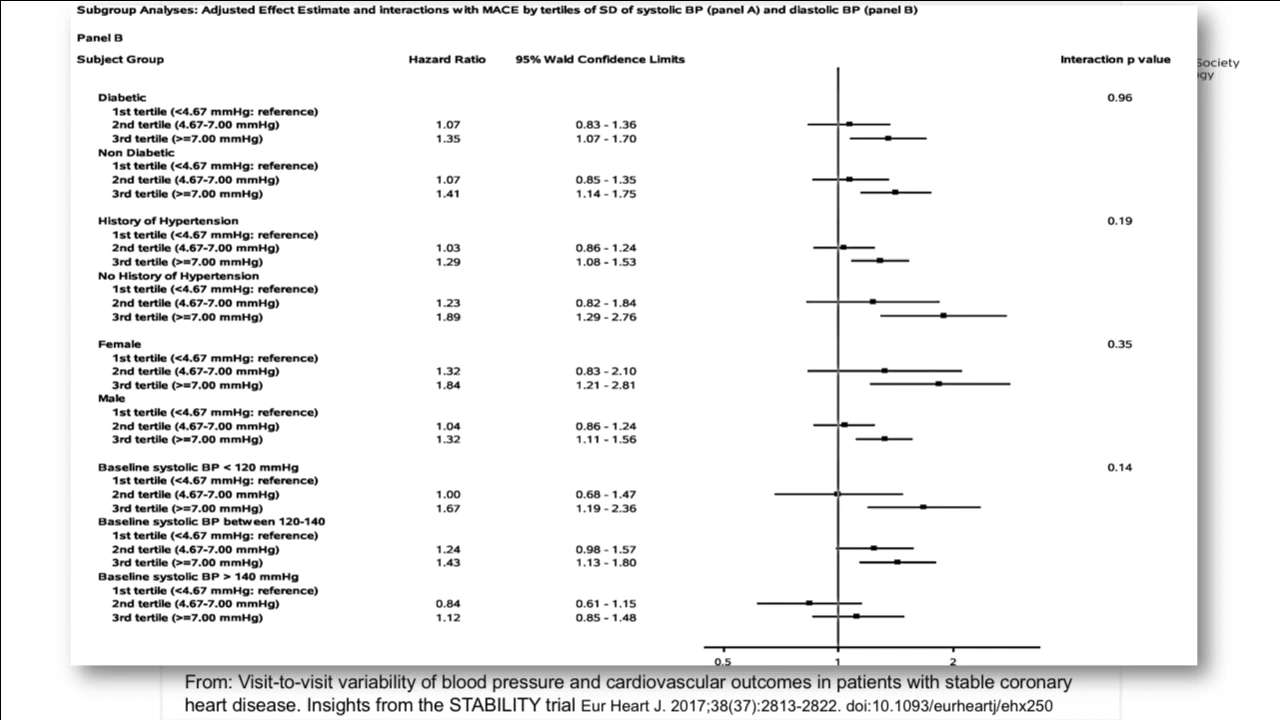 Subgroup Analyses: Adjusted Effect Estimate and interactions with MACE by tertiles of SD of systolic BP (panel A) and diastolic BP (panel B)
Panel B
Subject Group Hazard Ratio 95% Wald Confidence Limits Interaction p value
Society
gy
Diabetic 0.96
1st tertile (<4.67 mmHg: reference)
2nd tertile (4.67-7.00 mmHg) 1.07 0.83 - 1.36
3rd tertile (>=7.00 mmHg) 1.35 1.07 - 1.70
Non Diabetic
1st tertile (<4.67 mmHg: reference)
2nd tertile (4.67-7.00 mmHg) 1.07 0.85 - 1.35
3rd tertile (>=7.00 mmHg) 1.41 1.14 - 1.75
History of Hypertension 0.19
1st tertile (<4.67 mmHg: reference)
2nd tertile (4.67-7.00 mmHg) 1.03 0.86 - 1.24
3rd tertile (>=7.00 mmHg) 1.29 1.08 - 1.53
No History of Hypertension
1st tertile (<4.67 mmHg: reference)
2nd tertile (4.67-7.00 mmHg) 1.23 0.82 - 1.84
3rd tertile (>=7.00 mmHg) 1.89 1.29 - 2.76
Female 0.35
1st tertile (<4.67 mmHg: reference)
2nd tertile (4.67-7.00 mmHg) 1.32 0.83 - 2.10
3rd tertile (>=7.00 mmHg) 1.84 1.21 - 2.81
Male
1st tertile (<4.67 mmHg: reference)
2nd tertile (4.67-7.00 mmHg) 1.04 0.86 - 1.24
3rd tertile (>=7.00 mmHg) 1.32 1.11 - 1.56
Baseline systolic BP < 120 mmHg 0.14
1st tertile (<4.67 mmHg: reference)
2nd tertile (4.67-7.00 mmHg) 1.00 0.68 - 1.47
3rd tertile (>=7.00 mmHg) 1.67 1.19 - 2.36
Baseline systolic BP between 120-140
1st tertile (<4.67 mmHg: reference)
2nd tertile (4.67-7.00 mmHg) 1.24 0.98 - 1.57
3rd tertile (>=7.00 mmHg) 1.43 1.13 - 1.80
Baseline systolic BP > 140 mmHg
1st tertile (<4.67 mmHg: reference)
2nd tertile (4.67-7.00 mmHg) 0.84 0.61 - 1.15
3rd tertile (>=7.00 mmHg) 1.12 0.85 - 1.48
0.5 1 2
From: Visit-to-visit variability of blood pressure and cardiovascular outcomes in patients with stable coronary
heart disease. Insights from the STABILITY trial Eur Heart J. 2017;38(37):2813-2822. doi:10.1093/eurheartj/ehx250